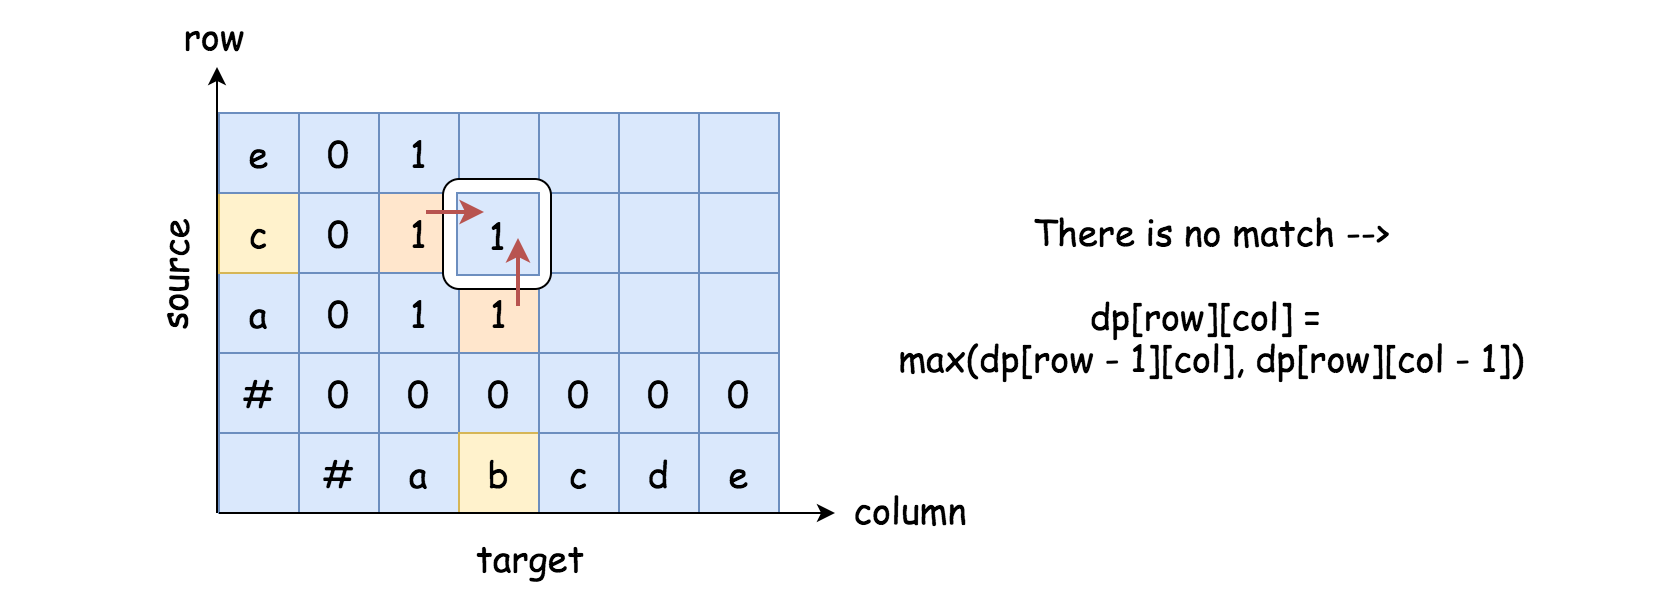 row
e 0 1
c 0 1 1
a 0 1 1
# 0 0 0 0 0 0
# a b c d e
column
source
target
There is no match -->
dp[row][col] =
max(dp[row - 1][col], dp[row][col - 1])